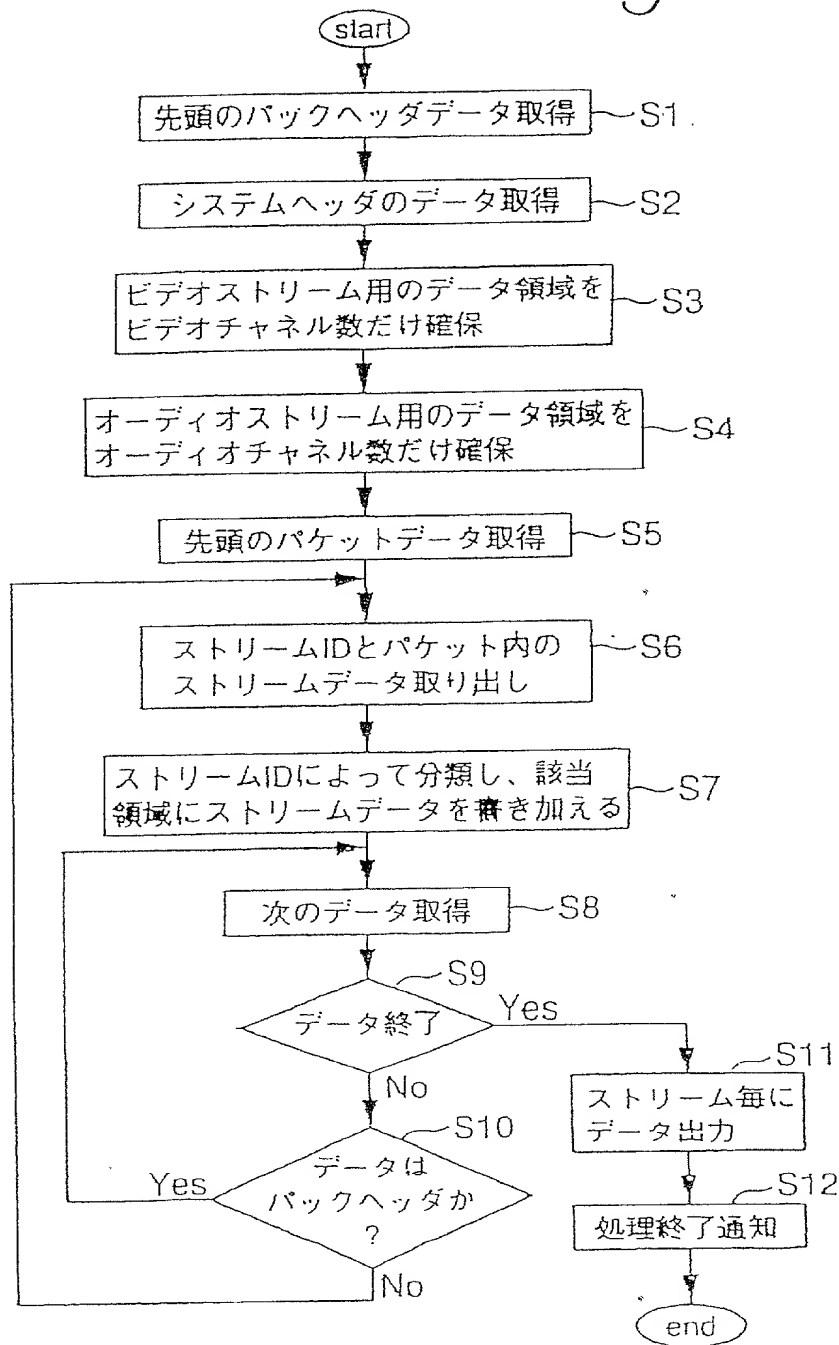 start
先頭のパックヘッダデータ取得
S1
システムヘッダのデータ取得
S2
ビデオストリーム用のデータ領域を
ビデオチャネル数だけ確保
S3
オーディオストリーム用のデータ領域を
オーディオチャネル数だけ確保
S4
先頭のパケットデータ取得
S5
ストリームIDとパケット内の
ストリームデータ取り出し
S6
ストリームIDによって分類し、該当
領域にストリームデータを書き加える
S7
次のデータ取得
S8
S9
データ終了
Yes
No
S10
データは
パックヘッダか
?
Yes
No
S11
ストリーム毎に
データ出力
S12
処理終了通知
end